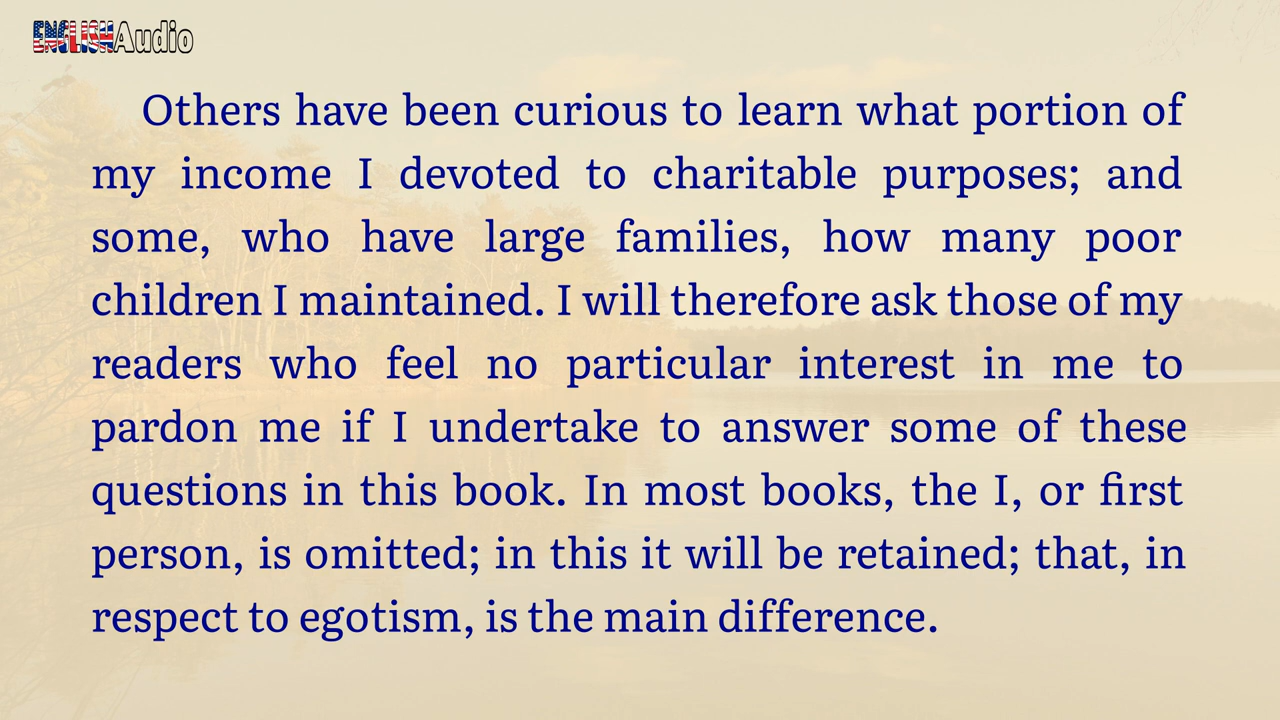 ENGLISHAudio
Others have been curious to learn what portion of
my income I devoted to charitable purposes; and
some, who have large families, how many poor
children I maintained. I will therefore ask those of my
readers who feel no particular interest in me to
pardon me if I undertake to answer some of these
questions in this book. In most books, the I, or first
person, is omitted; in this it will be retained; that, in
respect to egotism, is the main difference.